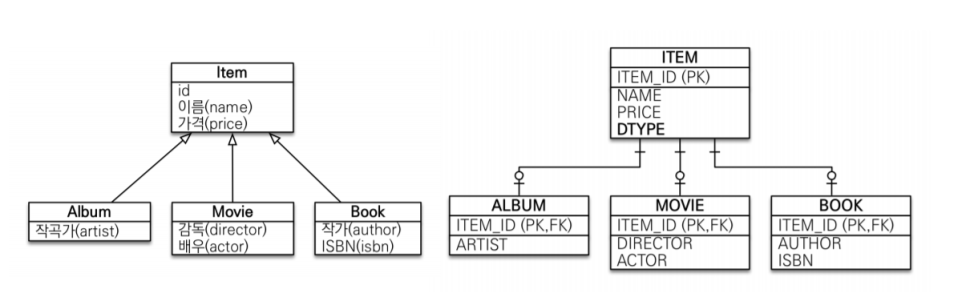 Item
id
이름(name)
가격(price)
Album
작곡가(artist)
Movie
감독(director)
배우(actor)
Book
작가(author)
ISBN(isbn)
ITEM
ITEM_ID (PK)
NAME
PRICE
DTYPE
ALBUM
ITEM_ID (PK,FK)
ARTIST
MOVIE
ITEM_ID (PK,FK)
DIRECTOR
ACTOR
BOOK
ITEM_ID (PK,FK)
AUTHOR
ISBN